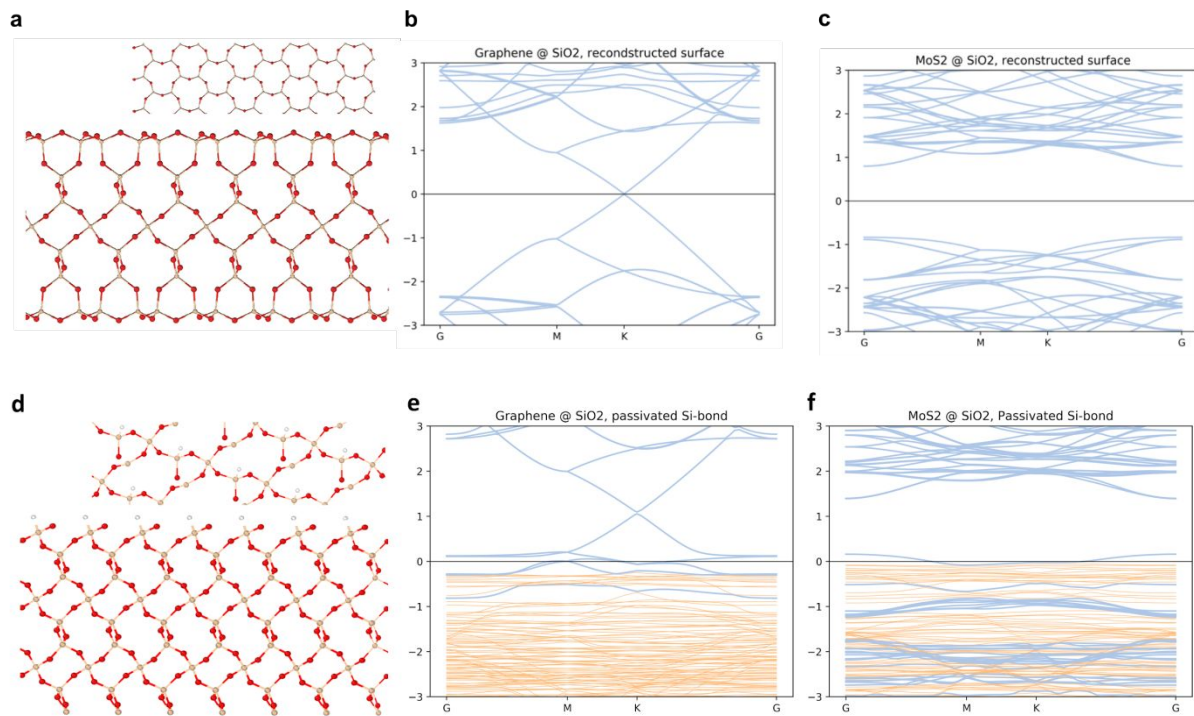 a
b
c
Graphene @ SiO2, recondstructed surface
MoS2 @ SiO2, reconstructed surface
3
2
1
0
−1
−2
−3
G M K G
3
2
1
0
−1
−2
−3
G M K G
d
e
f
Graphene @ SiO2, passivated Si-bond
MoS2 @ SiO2, Passivated Si-bond
3
2
1
0
−1
−2
−3
G M K G
3
2
1
0
−1
−2
−3
G M K G